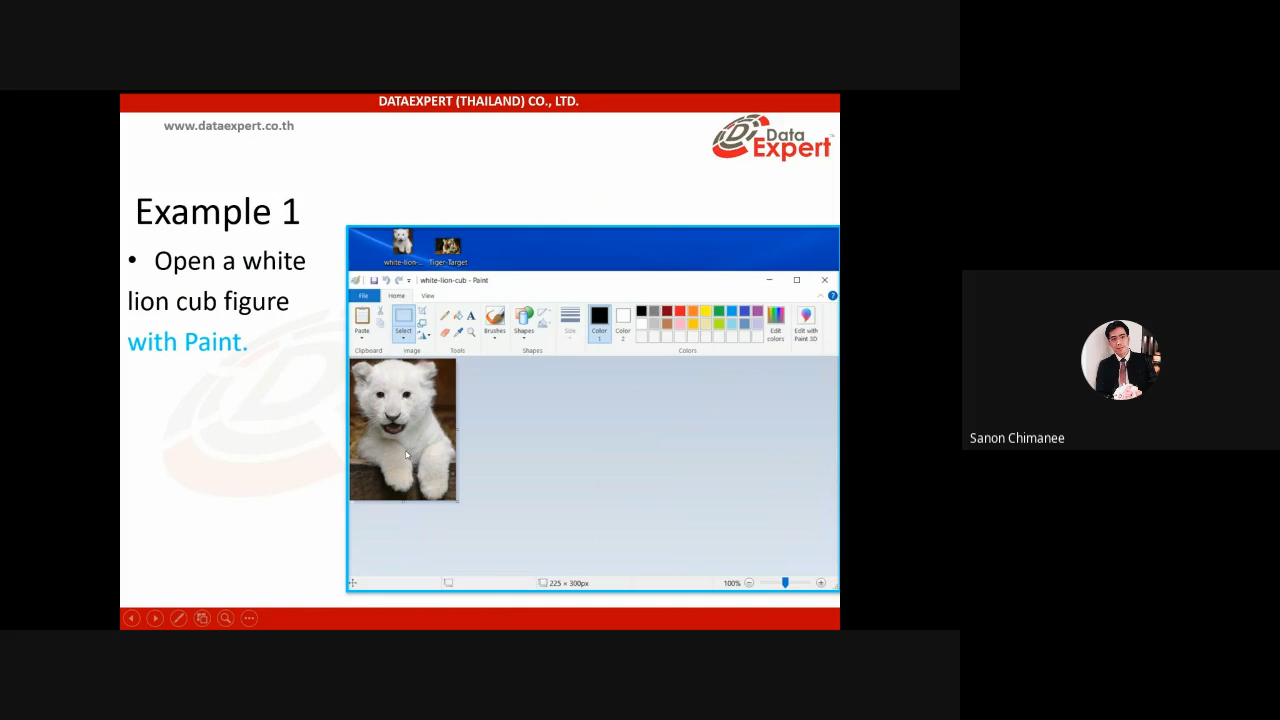 DATAEXPERT (THAILAND) CO., LTD.
www.dataexpert.co.th
Data
Expert
Example 1
• Open a white
lion cub figure
with Paint.
white-lion-... Tiger-Target
white-lion-cub - Paint
File Home View
Paste Select Brushes Shapes Size Color 1 Color 2 Edit colors Edit with Paint 3D
Clipboard Image Tools Shapes Colors
225 × 300px 100%
Sanon Chimanee